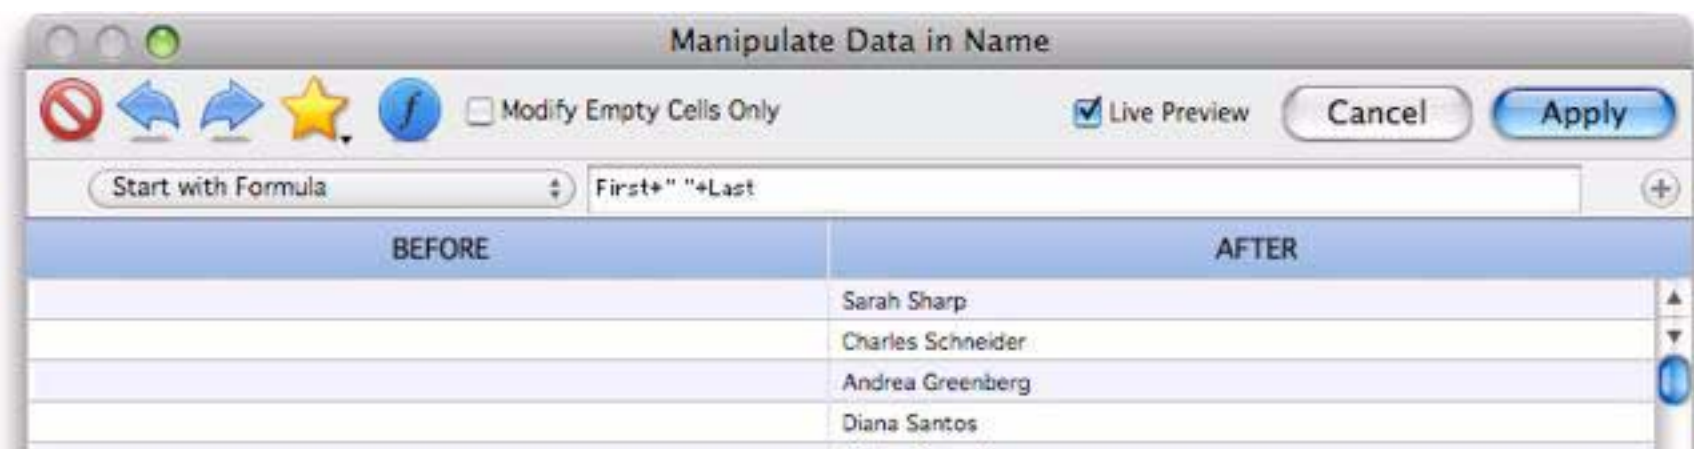 Manipulate Data in Name
f Modify Empty Cells Only Live Preview Cancel Apply
Start with Formula First+" "+Last
BEFORE AFTER
Sarah Sharp
Charles Schneider
Andrea Greenberg
Diana Santos